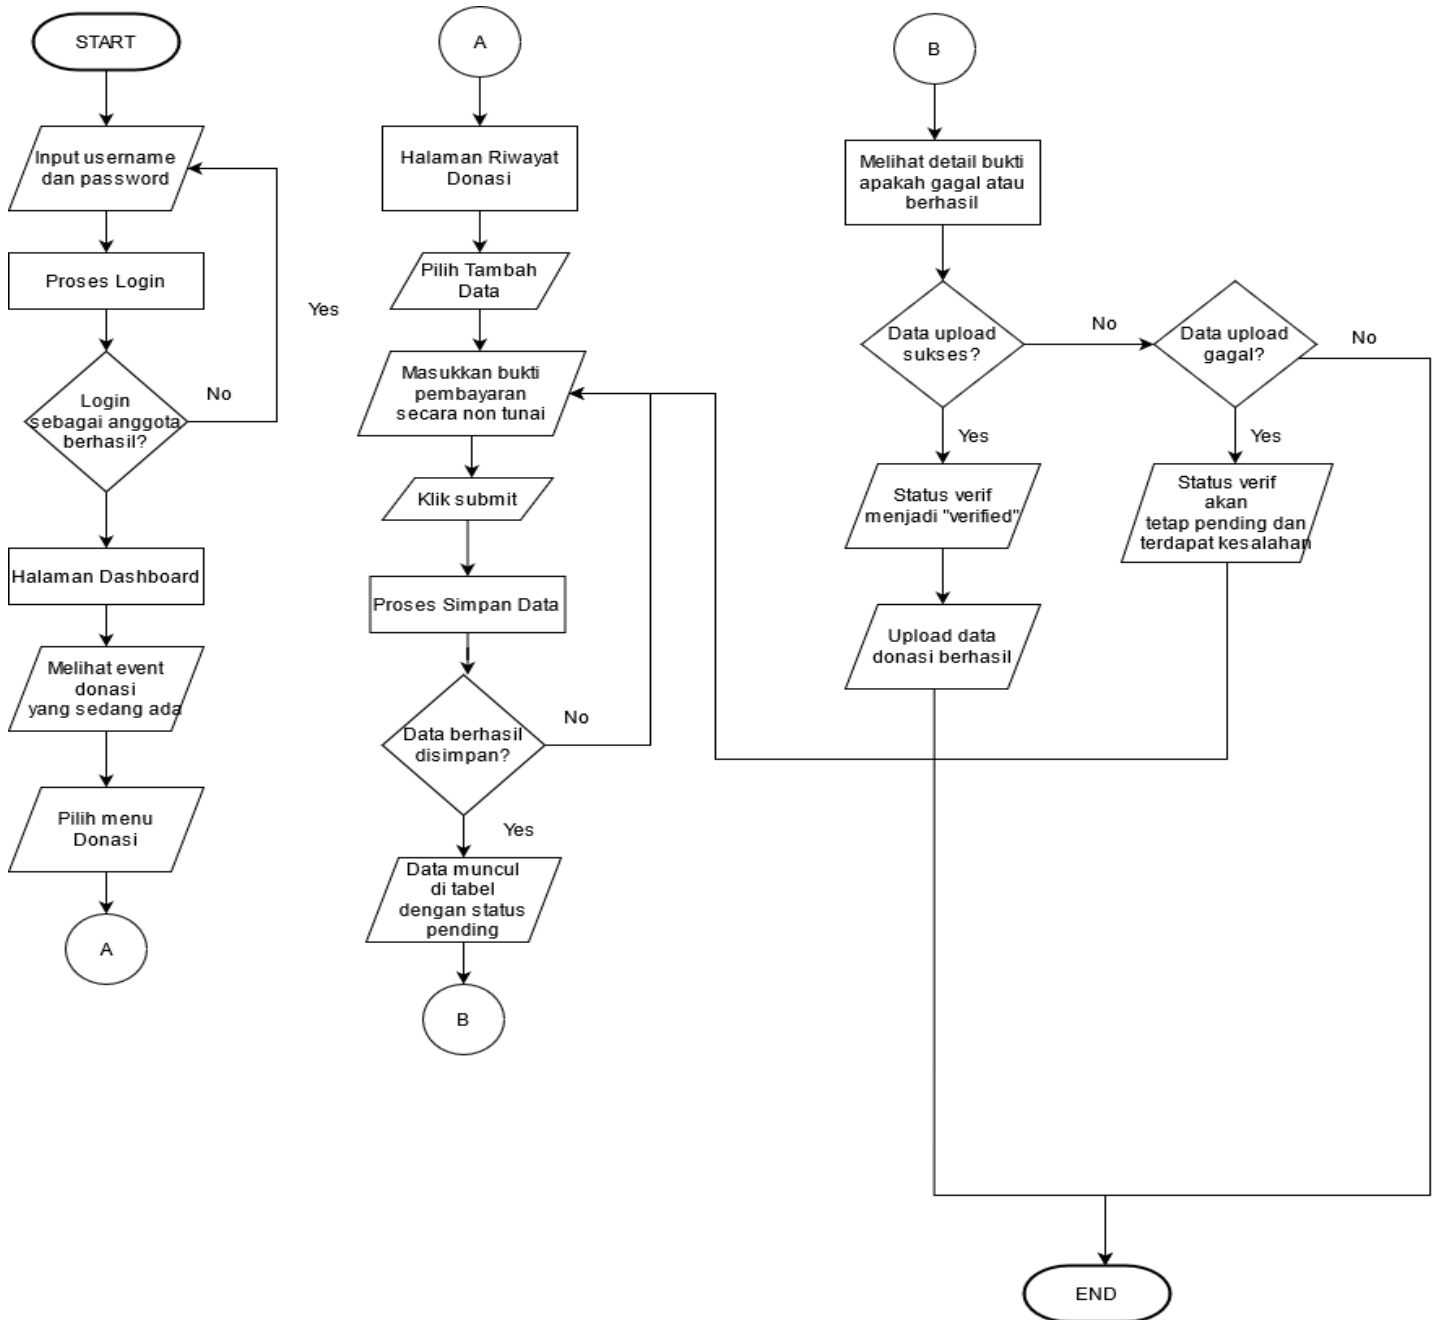 START
Input username
dan password
Proses Login
Login
sebagai anggota
berhasil?
No
Yes
Halaman Dashboard
Melihat event
donasi
yang sedang ada
Pilih menu
Donasi
A
A
Halaman Riwayat
Donasi
Pilih Tambah
Data
Masukkan bukti
pembayaran
secara non tunai
Klik submit
Proses Simpan Data
Data berhasil
disimpan?
No
Yes
Data muncul
di tabel
dengan status
pending
B
B
Melihat detail bukti
apakah gagal atau
berhasil
Data upload
sukses?
No
Yes
Status verif
menjadi "verified"
Upload data
donasi berhasil
Data upload
gagal?
No
Yes
Status verif
akan
tetap pending dan
terdapat kesalahan
END